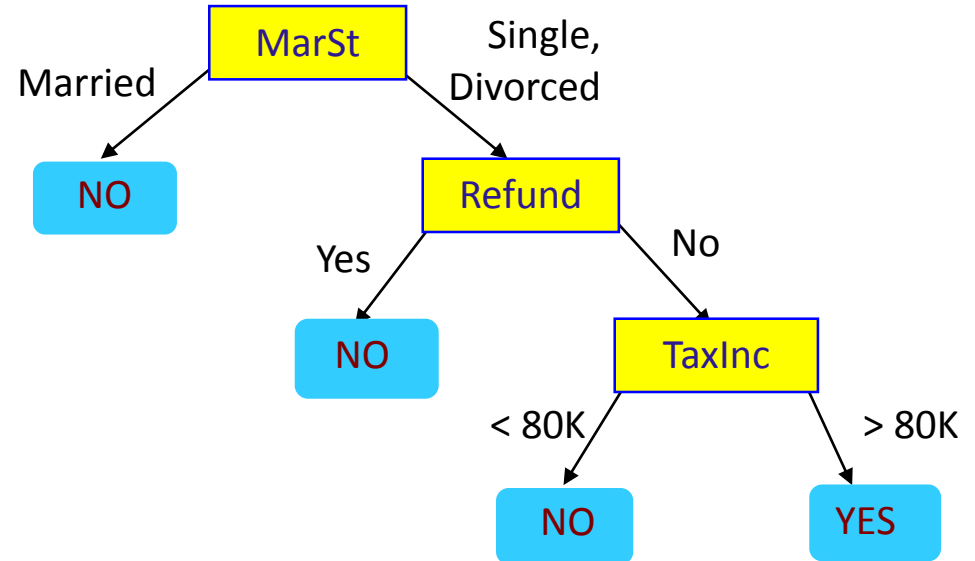 MarSt
Single,
Divorced
Married
NO
Refund
Yes
No
NO
TaxInc
< 80K
> 80K
NO
YES